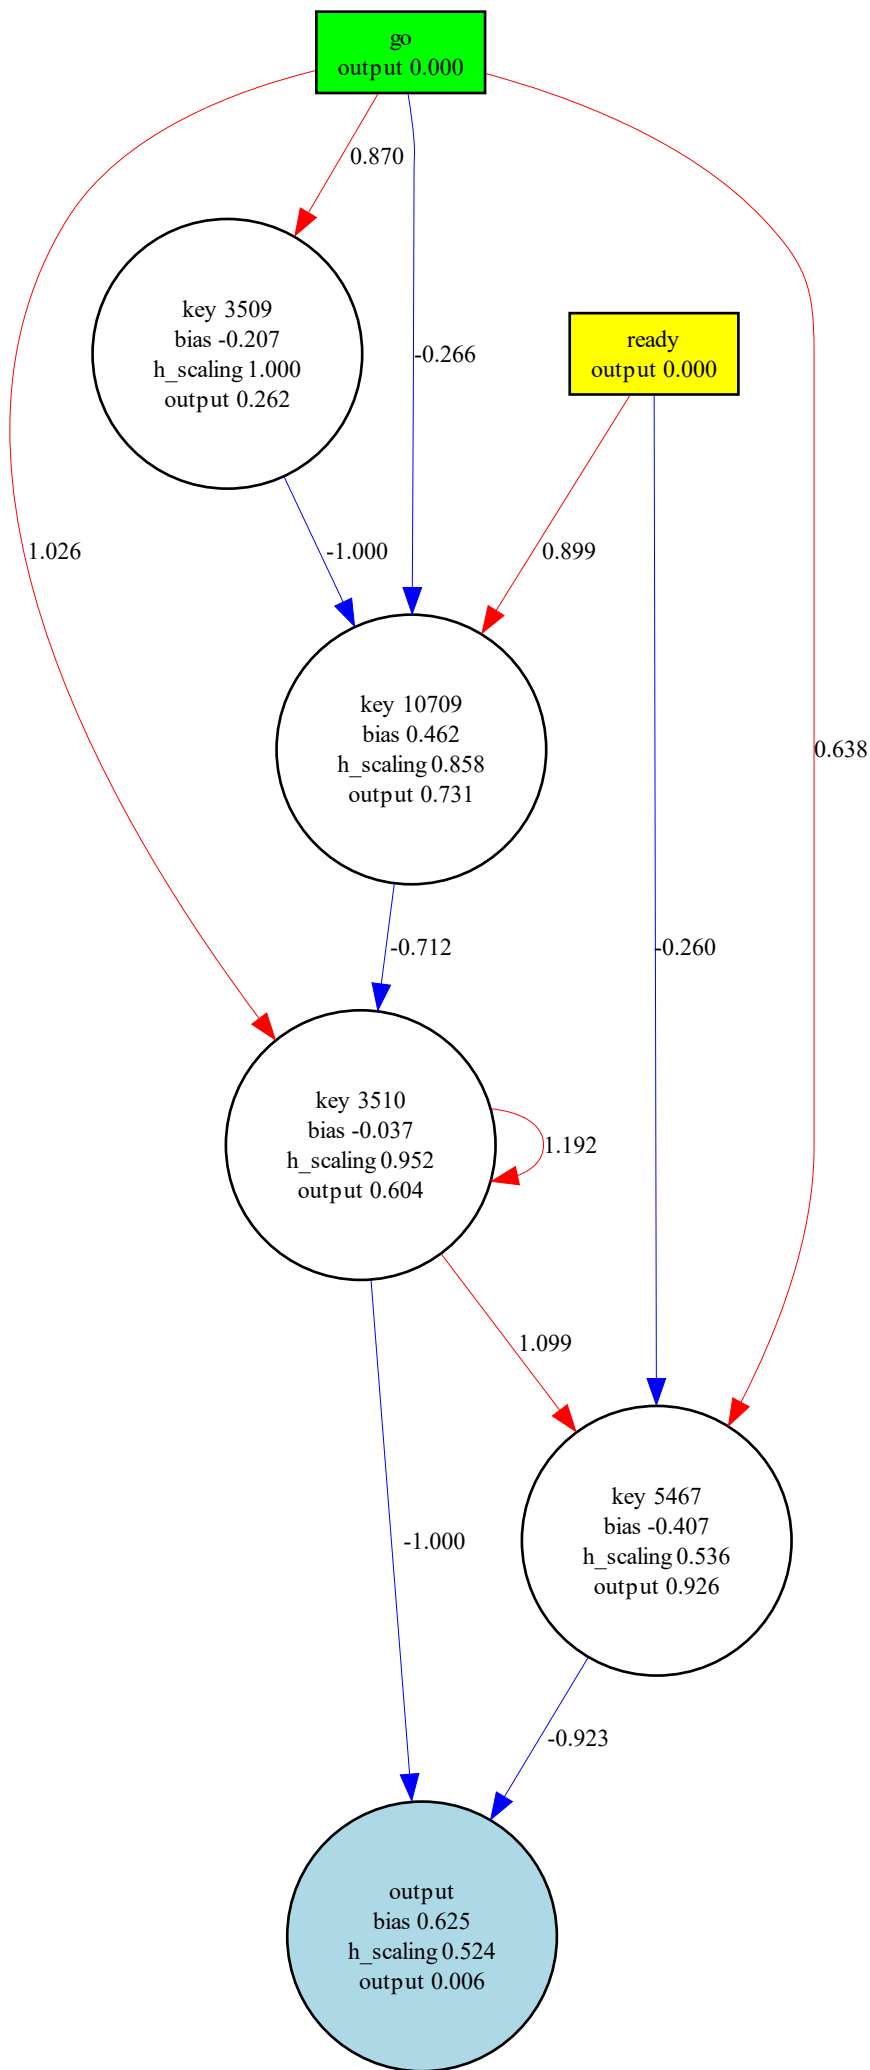 go
output 0.000
0.870
key 3509
bias -0.207
h_scaling 1.000
output 0.262
-0.266
ready
output 0.000
1.026
-1.000
0.899
key 10709
bias 0.462
h_scaling 0.858
output 0.731
0.638
-0.712
-0.260
key 3510
bias -0.037
h_scaling 0.952
output 0.604
1.192
1.099
key 5467
bias -0.407
h_scaling 0.536
output 0.926
-1.000
-0.923
output
bias 0.625
h_scaling 0.524
output 0.006